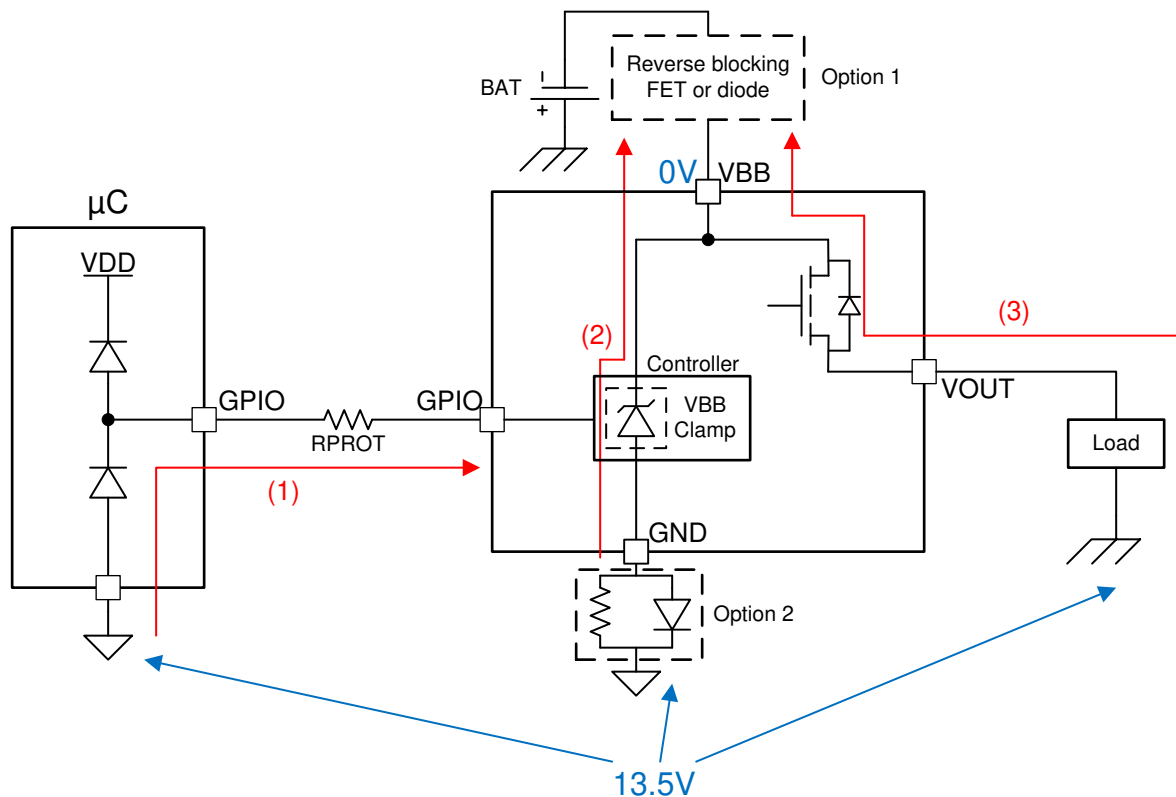 BAT
-
+
Reverse blocking
FET or diode
Option 1
0V
VBB
µC
VDD
GPIO
RPROT
GPIO
(1)
(2)
Controller
VBB
Clamp
(3)
VOUT
Load
GND
Option 2
13.5V